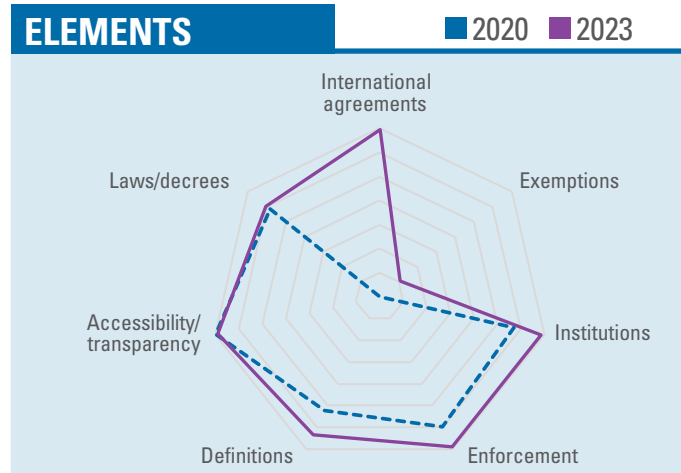 ELEMENTS
2020 2023
International
agreements
Laws/decrees
Exemptions
Accessibility/
transparency
Institutions
Definitions
Enforcement